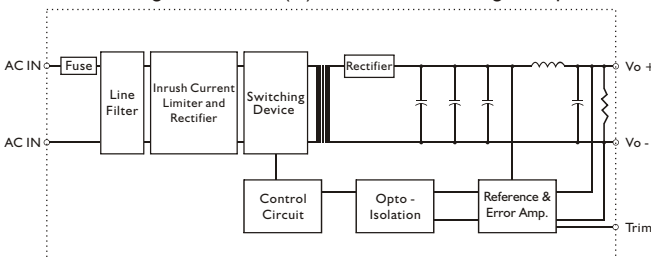 AC IN
Fuse
Line
Filter
Inrush Current
Limiter and
Rectifier
Switching
Device
Rectifier
Vo +
AC IN
Vo -
Control
Circuit
Opto -
Isolation
Reference &
Error Amp.
Trim